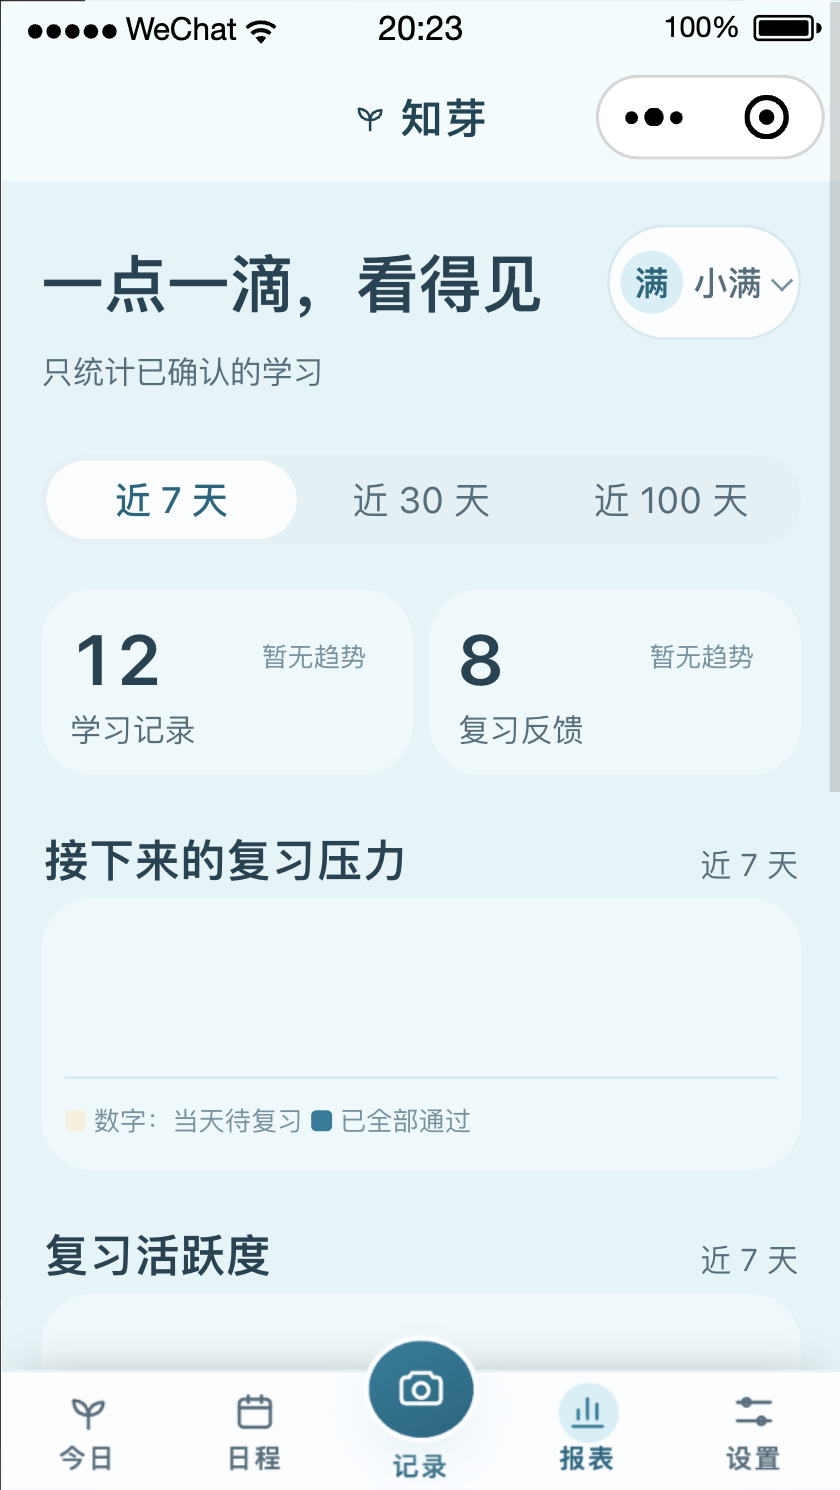 WeChat 20:23 100%
知芽
一点一滴，看得见
满 小满
只统计已确认的学习
近 7 天 近 30 天 近 100 天
12 暂无趋势
学习记录
8 暂无趋势
复习反馈
接下来的复习压力 近 7 天
数字：当天待复习 已全部通过
复习活跃度 近 7 天
今日 日程 记录 报表 设置